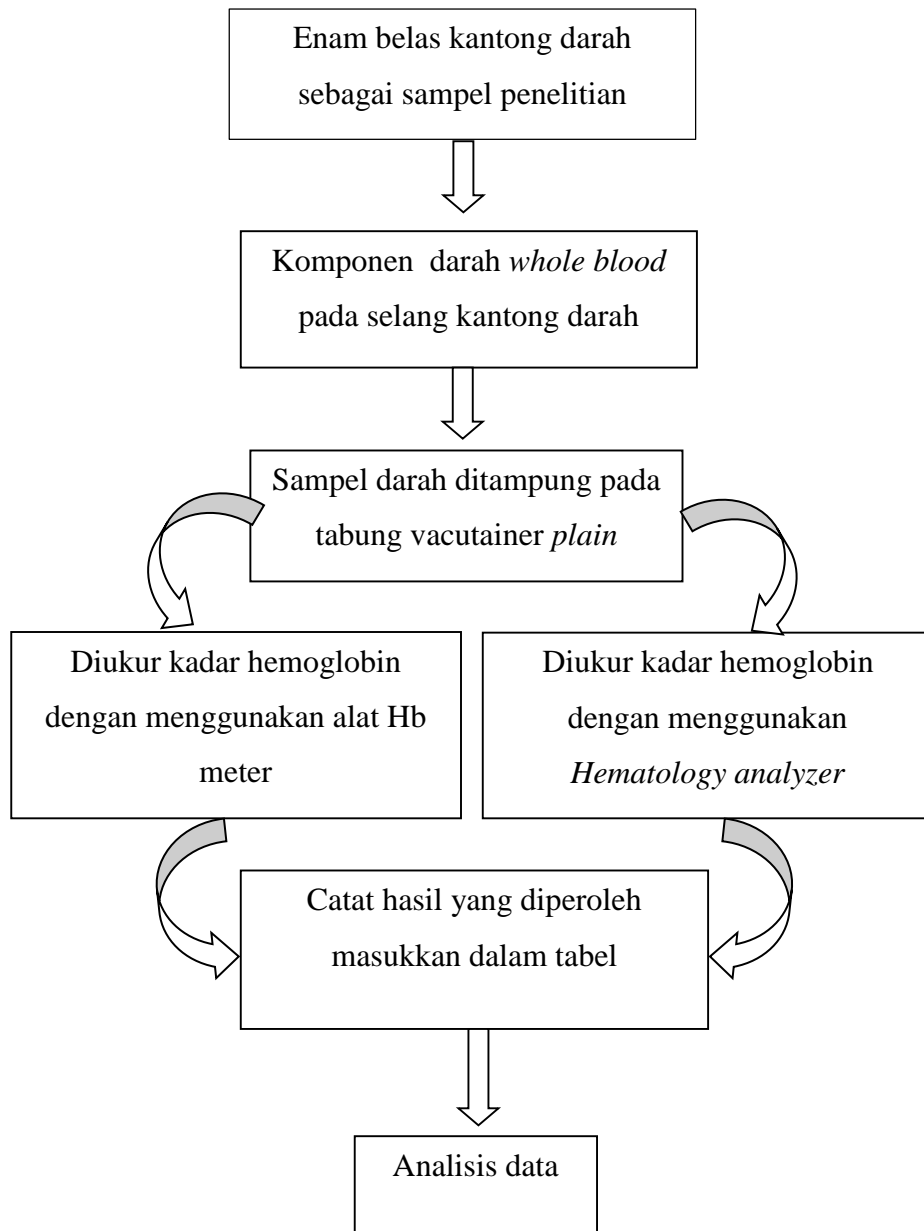 Enam belas kantong darah
sebagai sampel penelitian
Komponen darah whole blood
pada selang kantong darah
Sampel darah ditampung pada
tabung vacutainer plain
Diukur kadar hemoglobin
dengan menggunakan alat Hb
meter
Diukur kadar hemoglobin
dengan menggunakan
Hematology analyzer
Catat hasil yang diperoleh
masukkan dalam tabel
Analisis data